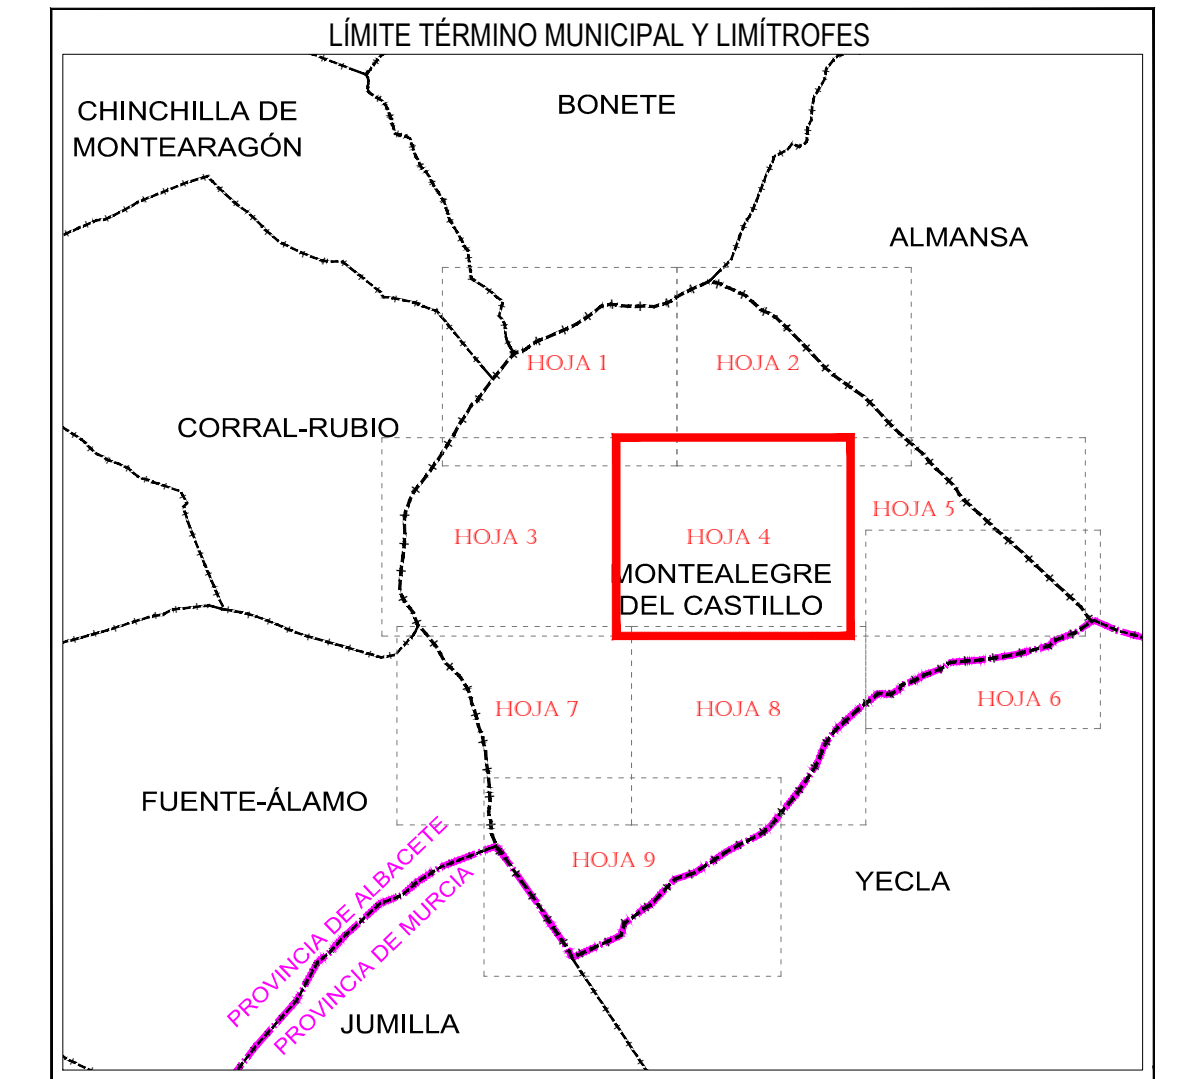 LÍMITE TÉRMINO MUNICIPAL Y LIMÍTROFES
CHINCHILLA DE
MONTEARAGÓN
BONETE
ALMANSA
HOJA 1
HOJA 2
CORRAL-RUBIO
HOJA 3
HOJA 4
HOJA 5
MONTEALEGRE
DEL CASTILLO
HOJA 6
HOJA 7
HOJA 8
FUENTE-ÁLAMO
HOJA 9
YECLA
PROVINCIA DE ALBACETE
PROVINCIA DE MURCIA
JUMILLA